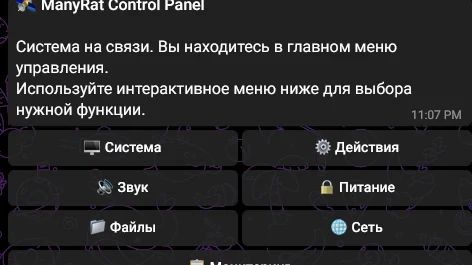 ManyRat Control Panel
Система на связи. Вы находитесь в главном меню
управления.
Используйте интерактивное меню ниже для выбора
нужной функции.
11:07 PM
Система
Действия
Звук
Питание
Файлы
Сеть
Мониторинг